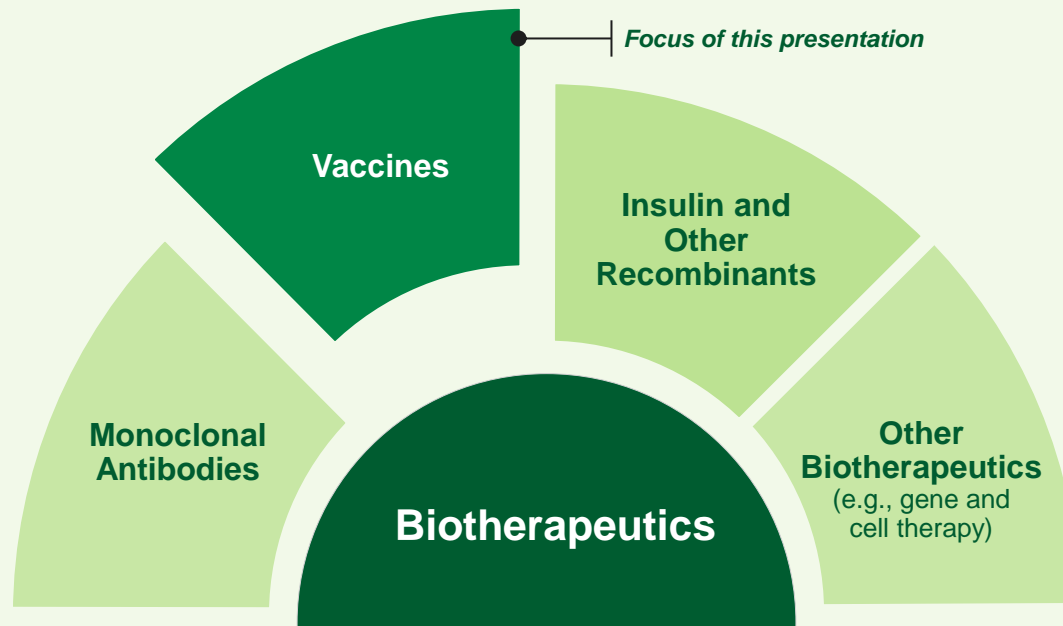 Focus of this presentation
Vaccines
Insulin and
Other
Recombinants
Monoclonal
Antibodies
Other
Biotherapeutics
(e.g., gene and
cell therapy)
Biotherapeutics